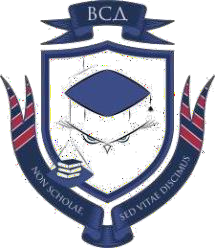 ВСД
NON SCHOLAE
SED VITAE DISCIMUS